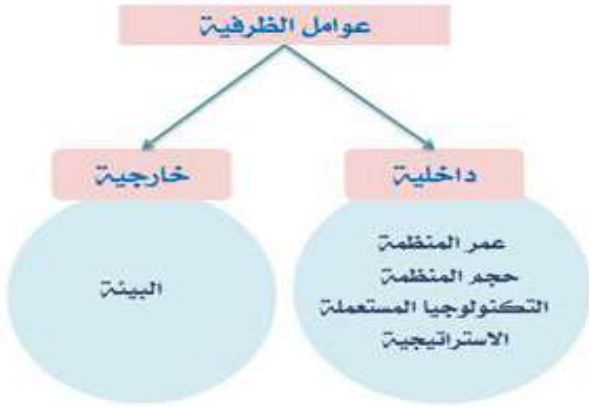 عوامل الظرفية
داخلية
عمر المنظمة
حجم المنظمة
التكنولوجيا المستعملة
الاستراتيجية
خارجية
البيئة